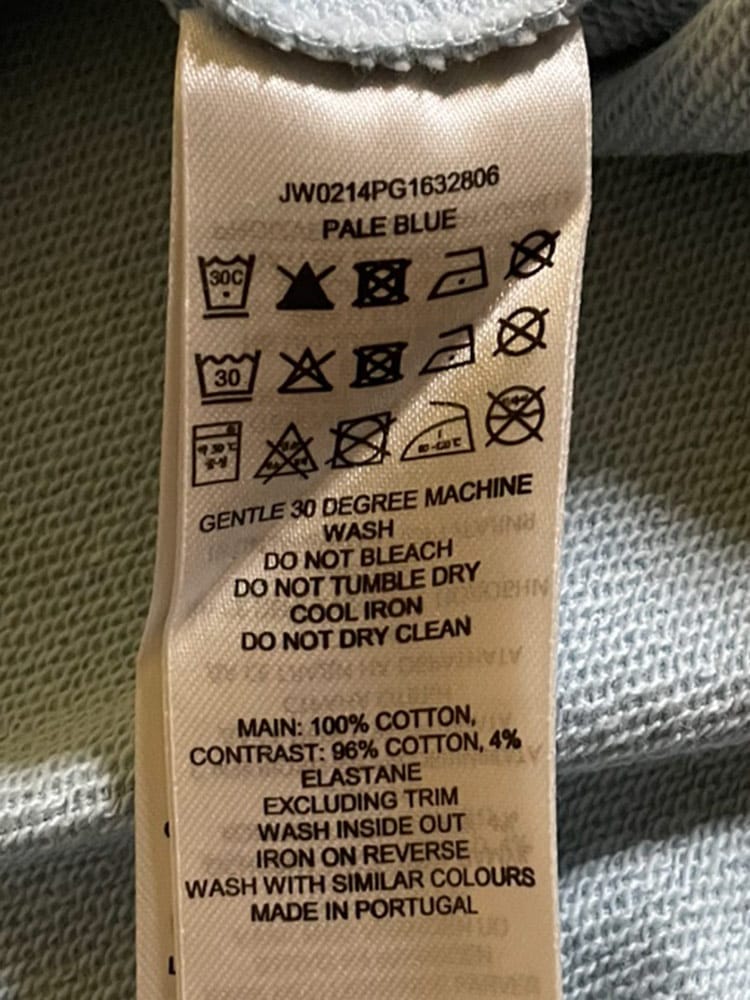 JW0214PG1632806
PALE BLUE
30C
30
GENTLE 30 DEGREE MACHINE
WASH
DO NOT BLEACH
DO NOT TUMBLE DRY
COOL IRON
DO NOT DRY CLEAN
MAIN: 100% COTTON,
CONTRAST: 96% COTTON, 4%
ELASTANE
EXCLUDING TRIM
WASH INSIDE OUT
IRON ON REVERSE
WASH WITH SIMILAR COLOURS
MADE IN PORTUGAL